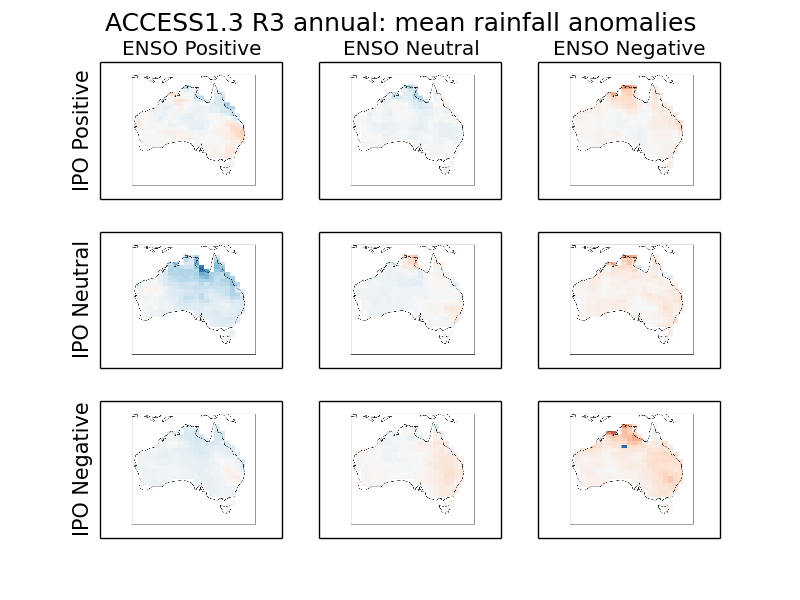 ACCESS1.3 R3 annual: mean rainfall anomalies
ENSO Positive ENSO Neutral ENSO Negative
IPO Positive
IPO Neutral
IPO Negative